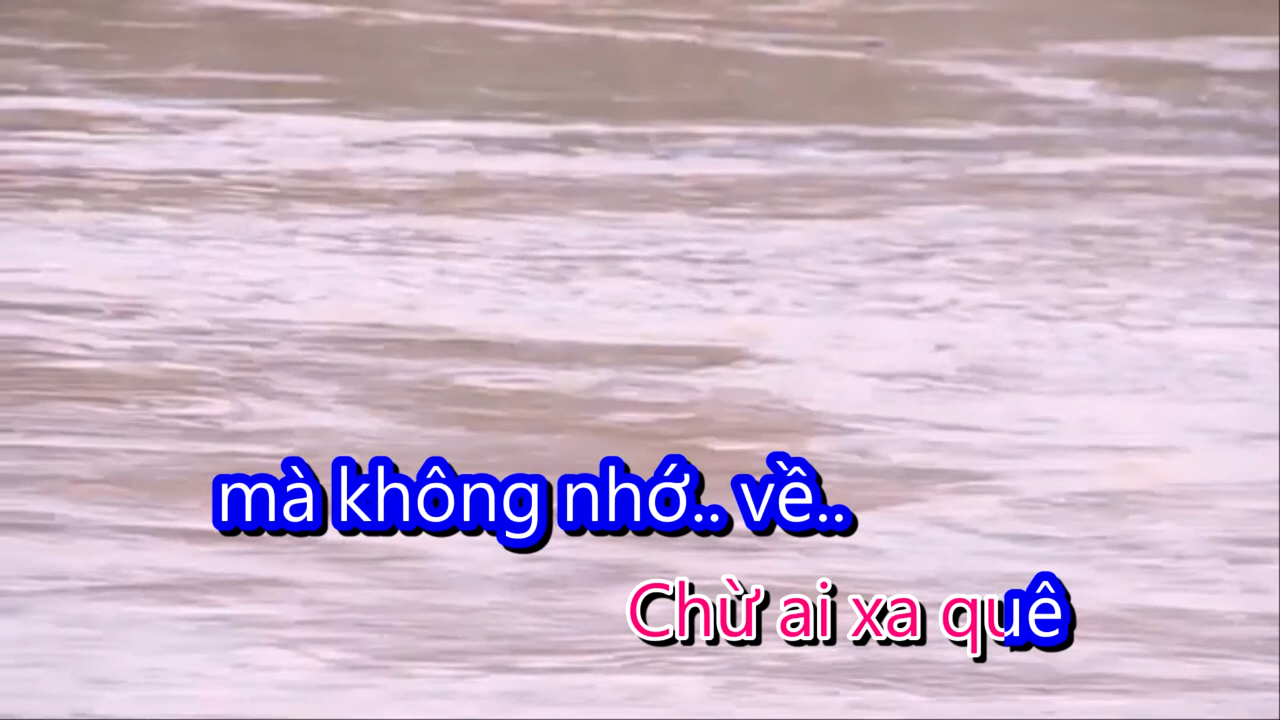 mà không nhớ.. về..
Chừ ai xa quê